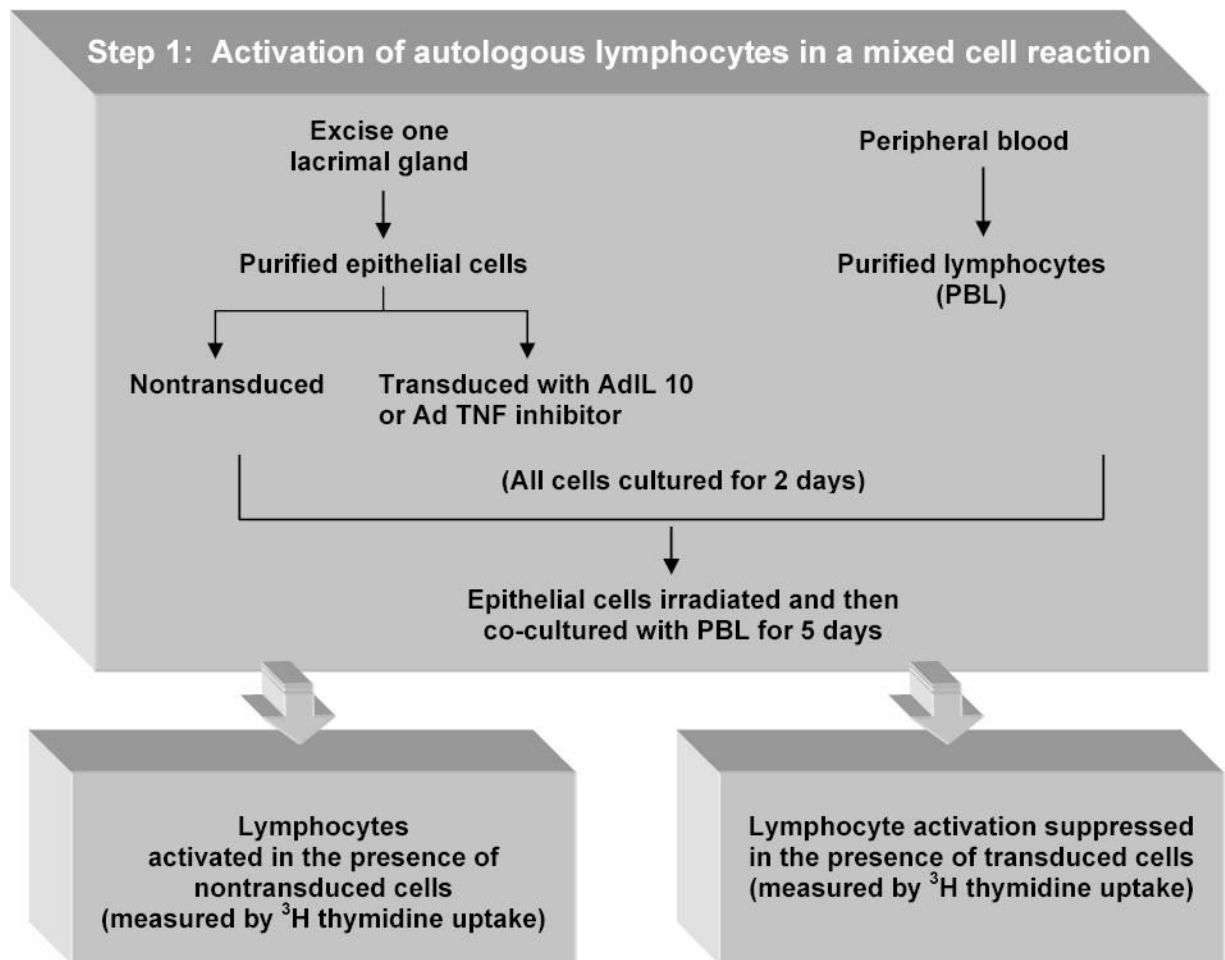 Step 1: Activation of autologous lymphocytes in a mixed cell reaction
Excise one
lacrimal gland
Peripheral blood
Purified epithelial cells
Purified lymphocytes
(PBL)
Nontransduced
Transduced with AdIL 10
or Ad TNF inhibitor
(All cells cultured for 2 days)
Epithelial cells irradiated and then
co-cultured with PBL for 5 days
Lymphocytes
activated in the presence of
nontransduced cells
(measured by ³H thymidine uptake)
Lymphocyte activation suppressed
in the presence of transduced cells
(measured by ³H thymidine uptake)